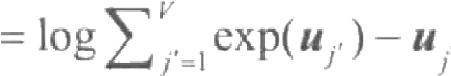 = log ∑_{j'=1}^{V} exp(u_{j'}) − u_j